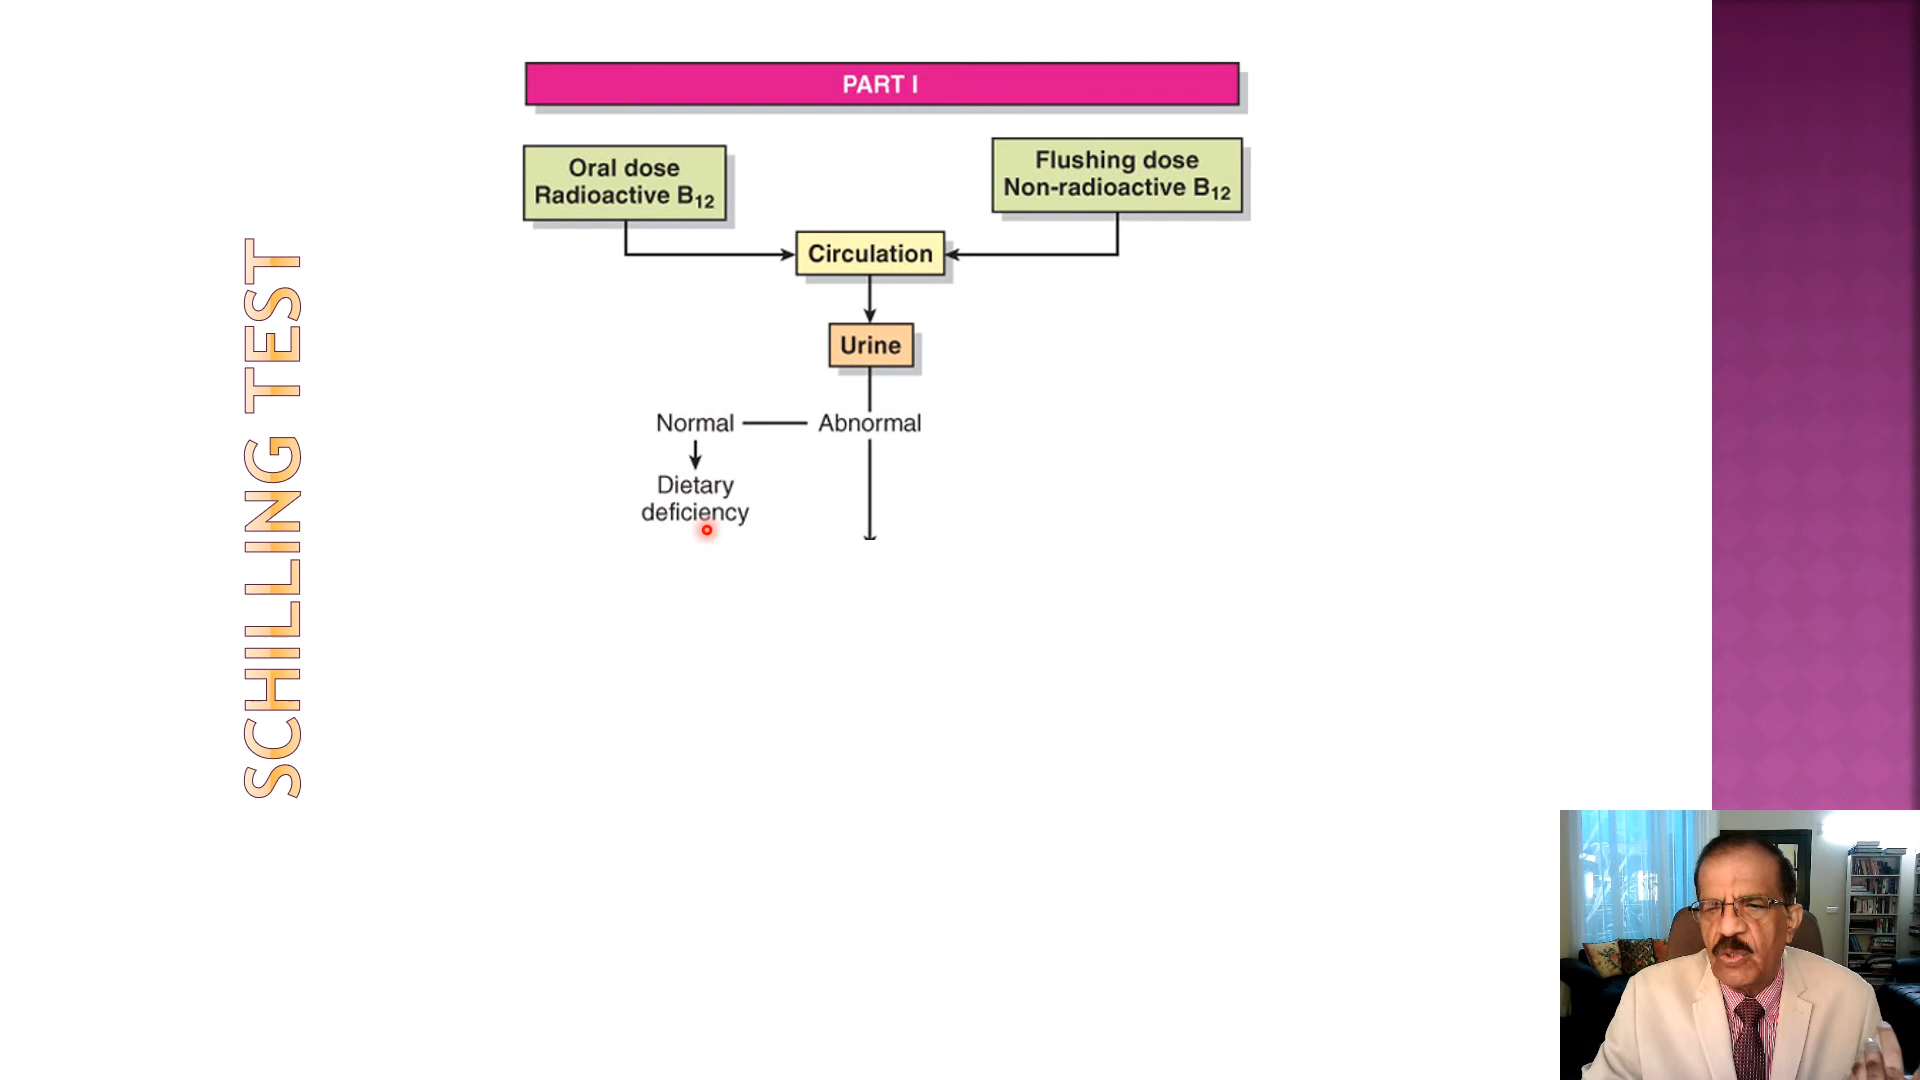 SCHILLING TEST
PART I
Oral dose
Radioactive B12
Flushing dose
Non-radioactive B12
Circulation
Urine
Normal
Abnormal
Dietary
deficiency